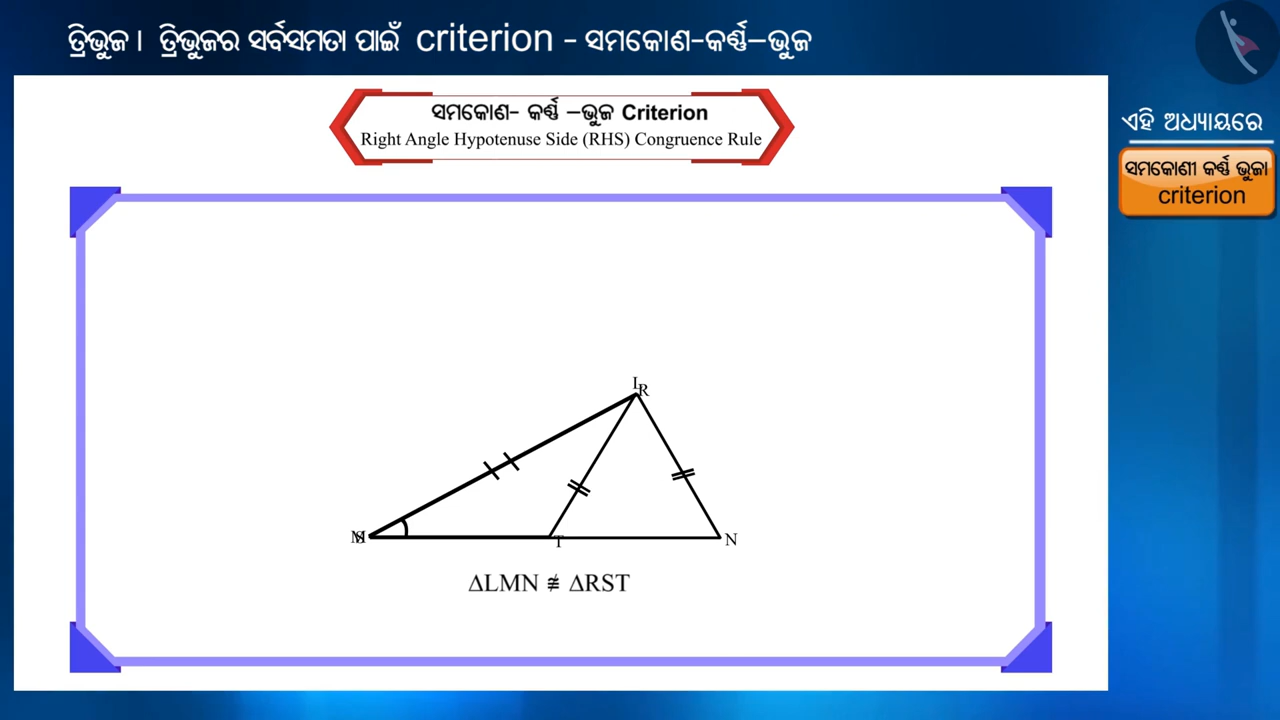 ତ୍ରିଭୁଜ। ତ୍ରିଭୁଜର ସର୍ବସମତା ପାଇଁ criterion - ସମକୋଣ-କର୍ଣ୍ଣ–ଭୁଜ
ସମକୋଣ- କର୍ଣ୍ଣ –ଭୁଜ Criterion
Right Angle Hypotenuse Side (RHS) Congruence Rule
ଏହି ଅଧ୍ୟାୟରେ
ସମକୋଣୀ କର୍ଣ୍ଣ ଭୁଜା
criterion
L
R
M
S
T
N
ΔLMN ≇ ΔRST